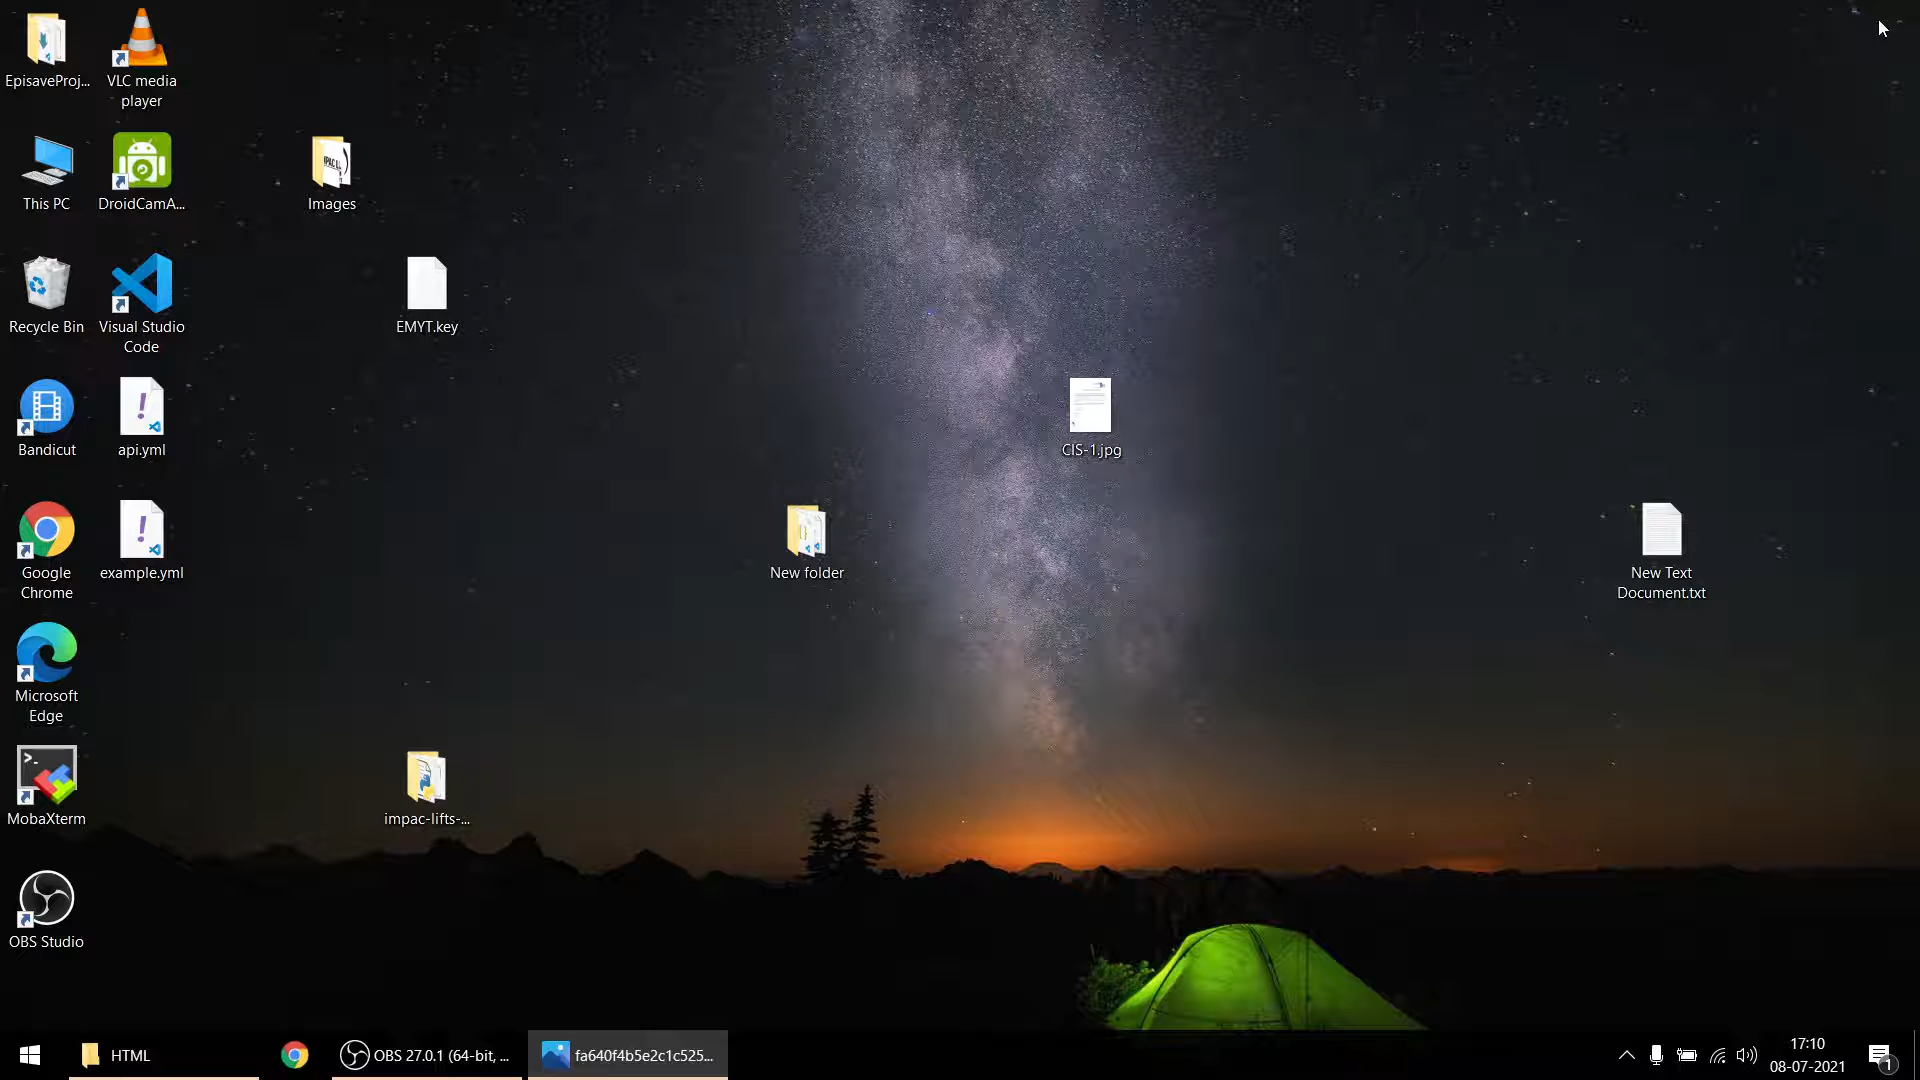 EpisaveProj...
VLC media
player
This PC
DroidCamA...
Images
Recycle Bin
Visual Studio
Code
EMYT.key
Bandicut
api.yml
CIS-1.jpg
Google
Chrome
example.yml
New folder
New Text
Document.txt
Microsoft
Edge
MobaXterm
impac-lifts-...
OBS Studio
HTML
OBS 27.0.1 (64-bit, ...
fa640f4b5e2c1c525...
17:10
08-07-2021
1